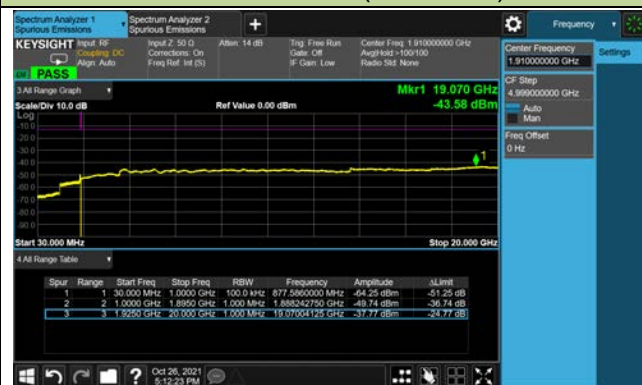 Spectrum Analyzer 1
Spurious Emissions
Spectrum Analyzer 2
Spurious Emissions
+
Frequency
KEYSIGHT
Input: RF
Coupling: DC
Align: Auto
Input Z: 50 Ω
Corrections: On
Freq Ref: Int (S)
Atten: 14 dB
Trig: Free Run
Gate: Off
IF Gain: Low
Center Freq: 1.910000000 GHz
Avg|Hold:>100/100
Radio Std: None
PASS
3 All Range Graph
Mkr1 19.070 GHz
Scale/Div 10.0 dB
Ref Value 0.00 dBm
-43.58 dBm
Log
-10.0
-20.0
-30.0
-40.0
-50.0
-60.0
-70.0
-80.0
-90.0
1
Start 30.000 MHz
Stop 20.000 GHz
4 All Range Table
Spur Range Start Freq Stop Freq RBW Frequency Amplitude ΔLimit
1 1 30.000 MHz 1.0000 GHz 100.0 kHz 877.5860000 MHz -64.25 dBm -51.25 dB
2 2 1.0000 GHz 1.8950 GHz 1.000 MHz 1.888242750 GHz -49.74 dBm -36.74 dB
3 3 1.9250 GHz 20.000 GHz 1.000 MHz 19.07004125 GHz -37.77 dBm -24.77 dB
Center Frequency
1.910000000 GHz
Settings
CF Step
4.999000000 GHz
Auto
Man
Freq Offset
0 Hz
?
Oct 26, 2021
5:12:23 PM